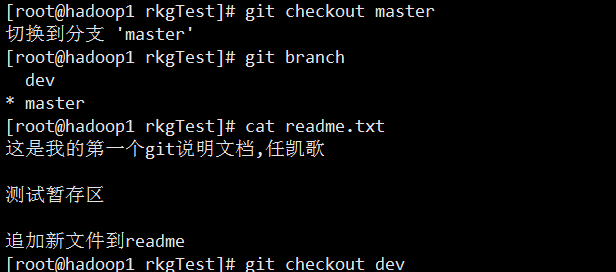 [root@hadoop1 rkgTest]# git checkout master
切换到分支 'master'
[root@hadoop1 rkgTest]# git branch
  dev
* master
[root@hadoop1 rkgTest]# cat readme.txt
这是我的第一个git说明文档,任凯歌
测试暂存区
追加新文件到readme
[root@hadoop1 rkgTest]# git checkout dev